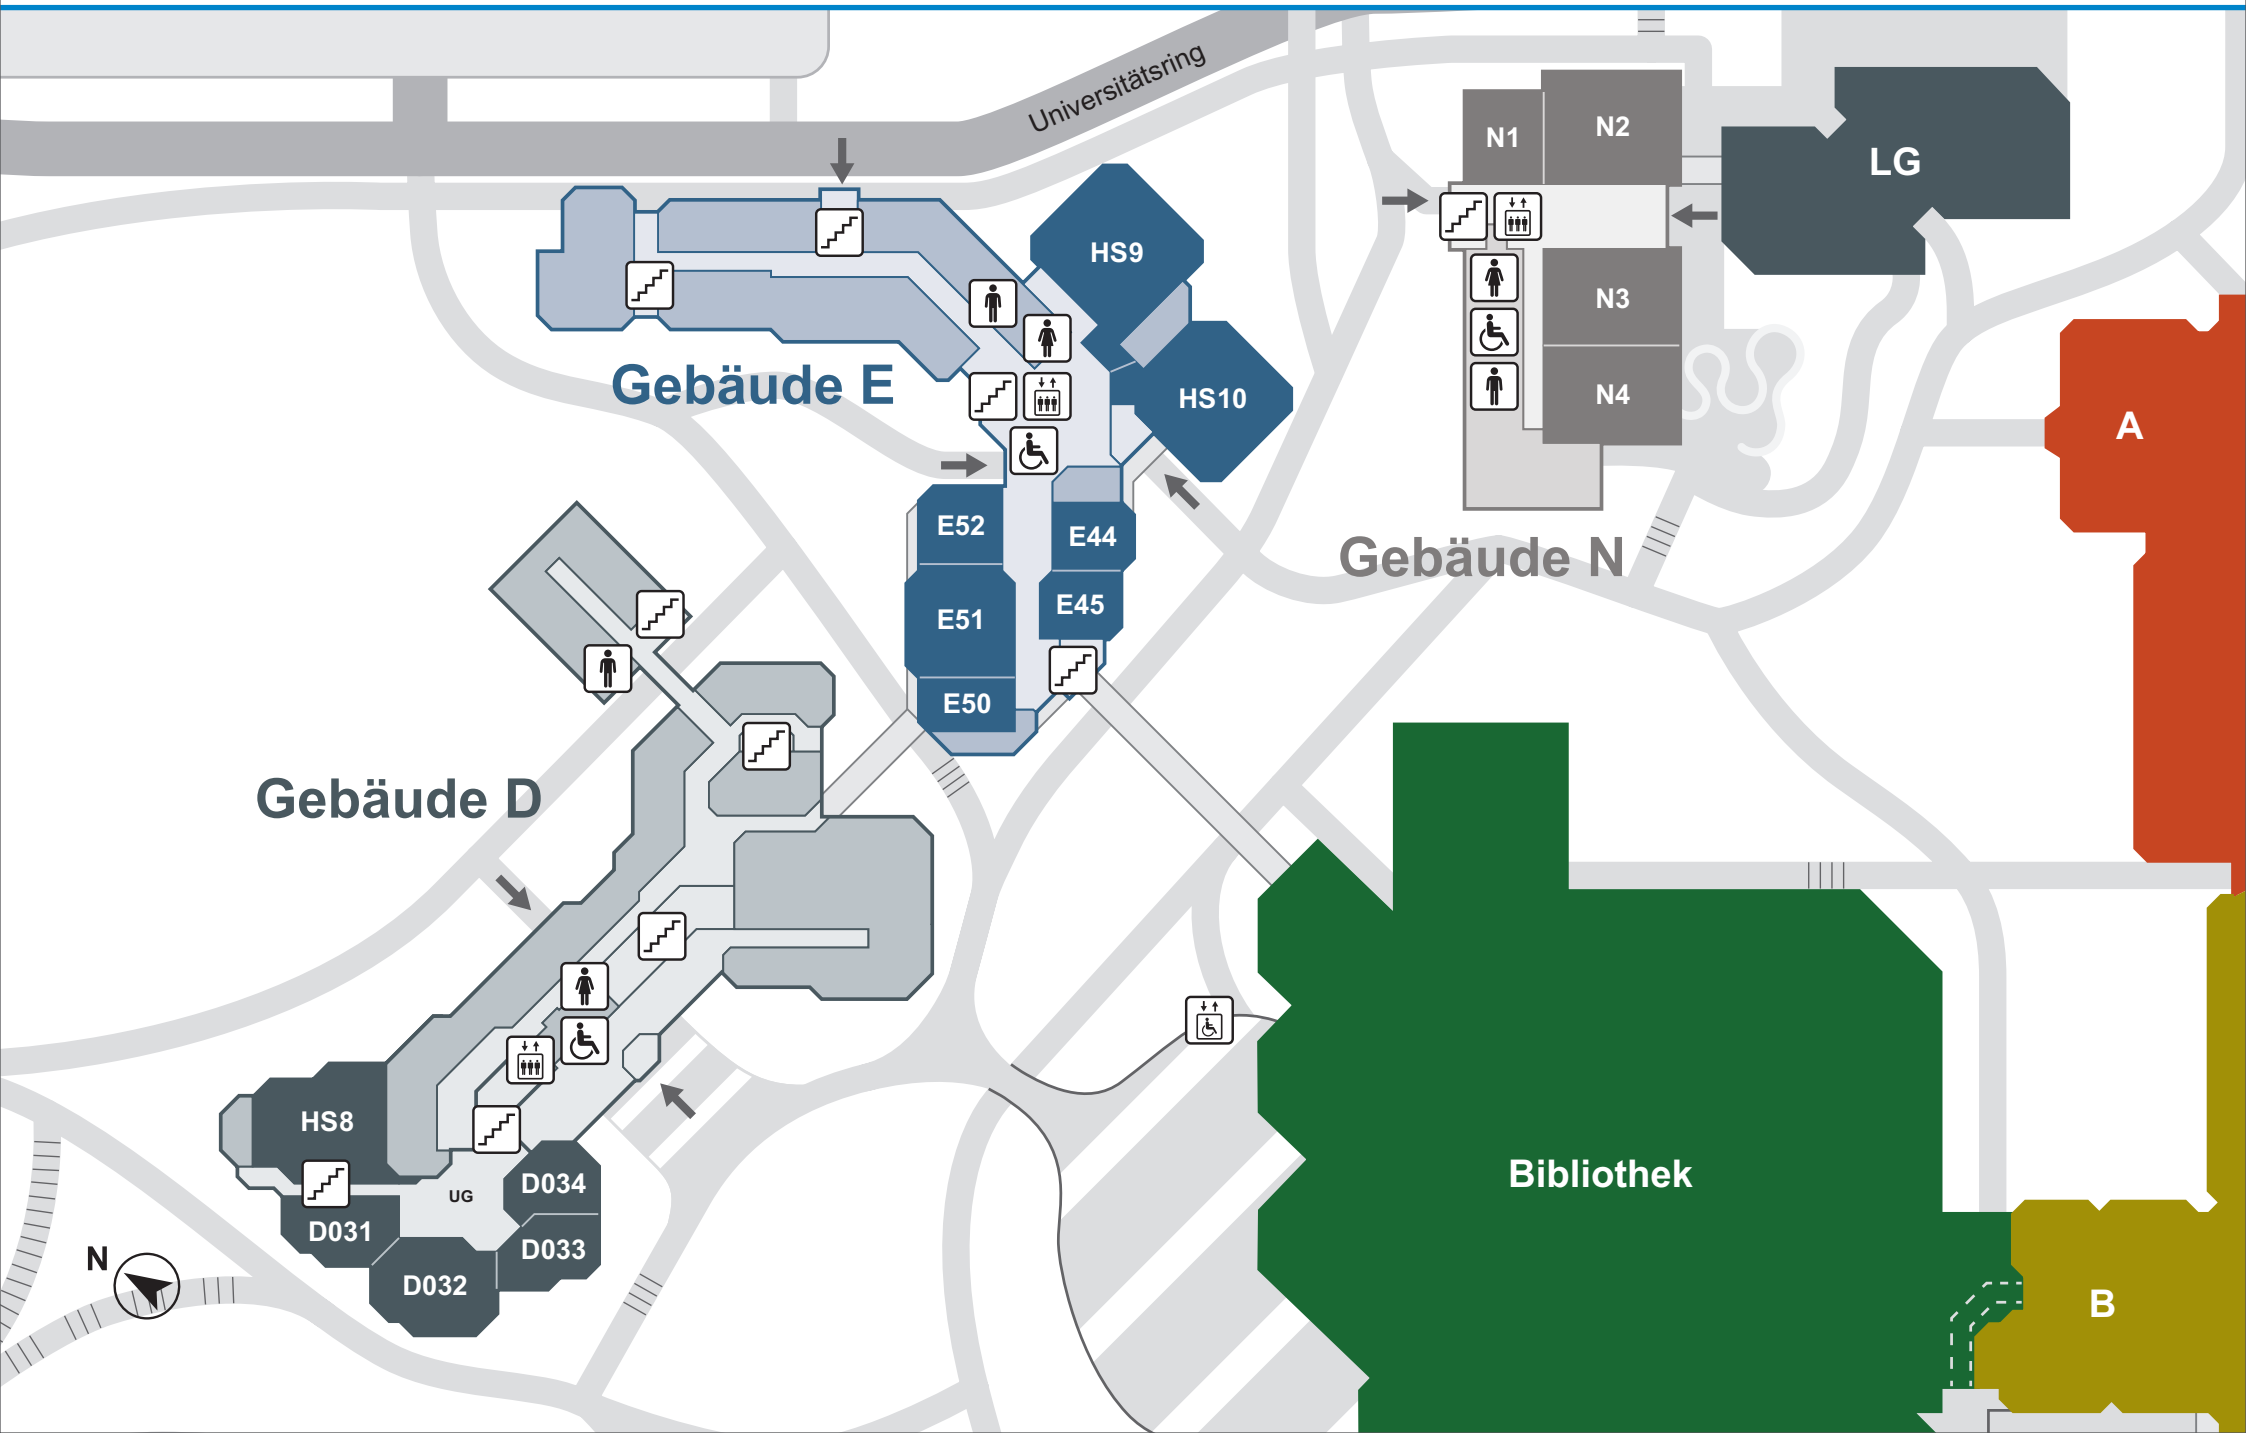 Universitätsring
N1
N2
LG
HS9
N3
Gebäude E
HS10
N4
A
E52
E44
Gebäude N
E51
E45
E50
Gebäude D
HS8
Bibliothek
D034
UG
D031
D033
N
D032
B